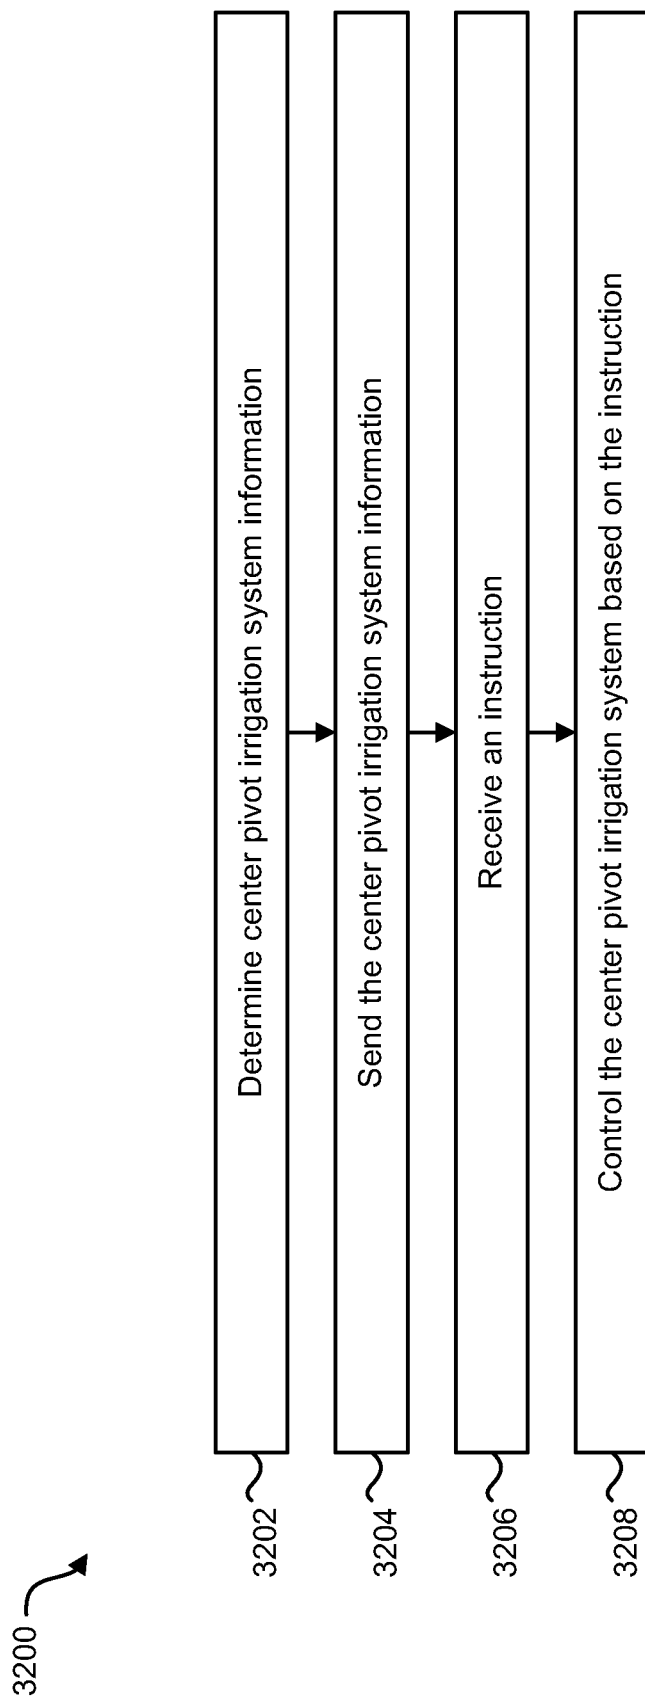 3200
3202
Determine center pivot irrigation system information
3204
Send the center pivot irrigation system information
3206
Receive an instruction
3208
Control the center pivot irrigation system based on the instruction